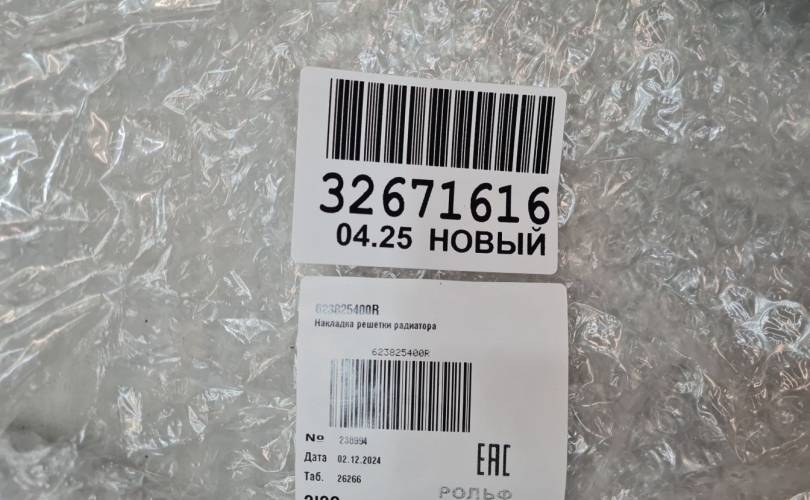 32671616
04.25 НОВЫЙ
623825400R
Накладка решетки радиатора
623825400R
№ 238994
Дата 02.12.2024
Таб. 26266
EAC
РОЛЬФ